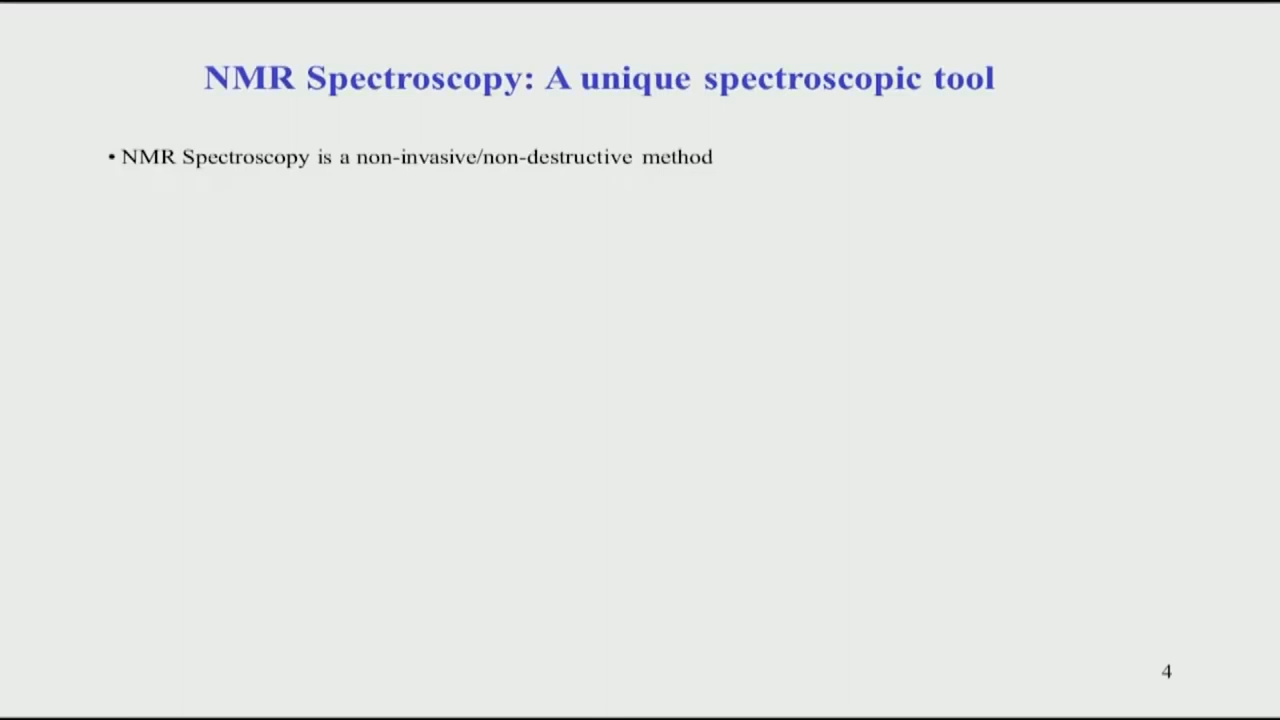 NMR Spectroscopy: A unique spectroscopic tool
• NMR Spectroscopy is a non-invasive/non-destructive method
4